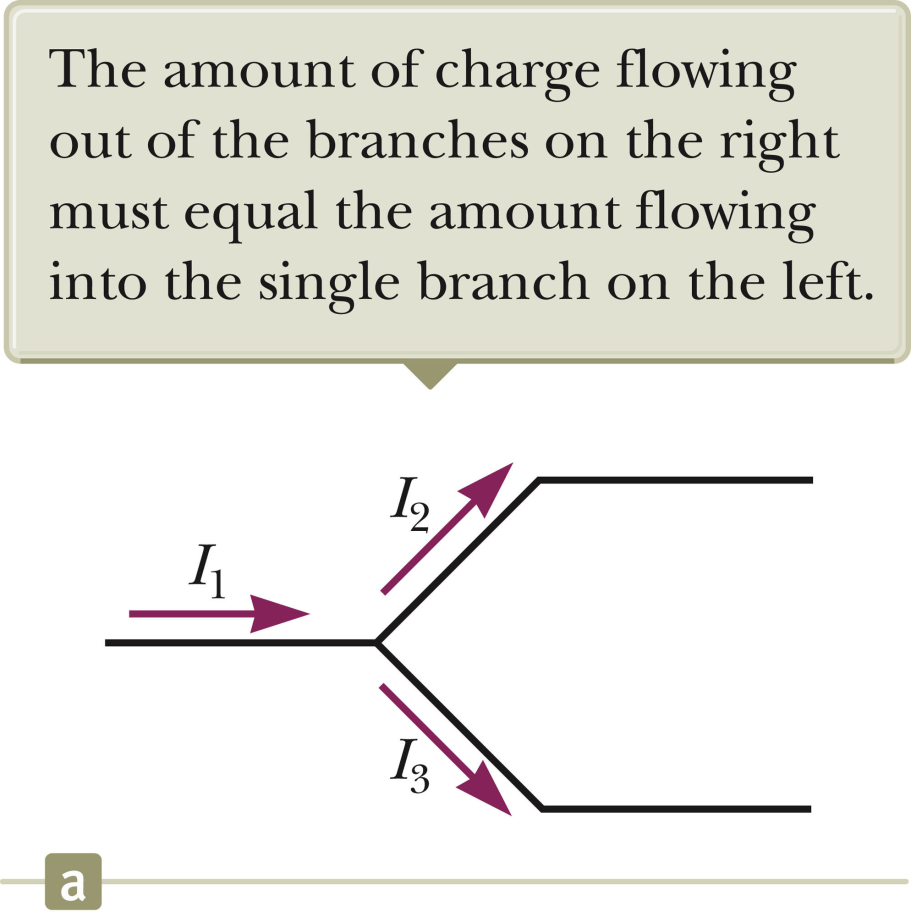 The amount of charge flowing
out of the branches on the right
must equal the amount flowing
into the single branch on the left.
I₂
I₁
I₃
a